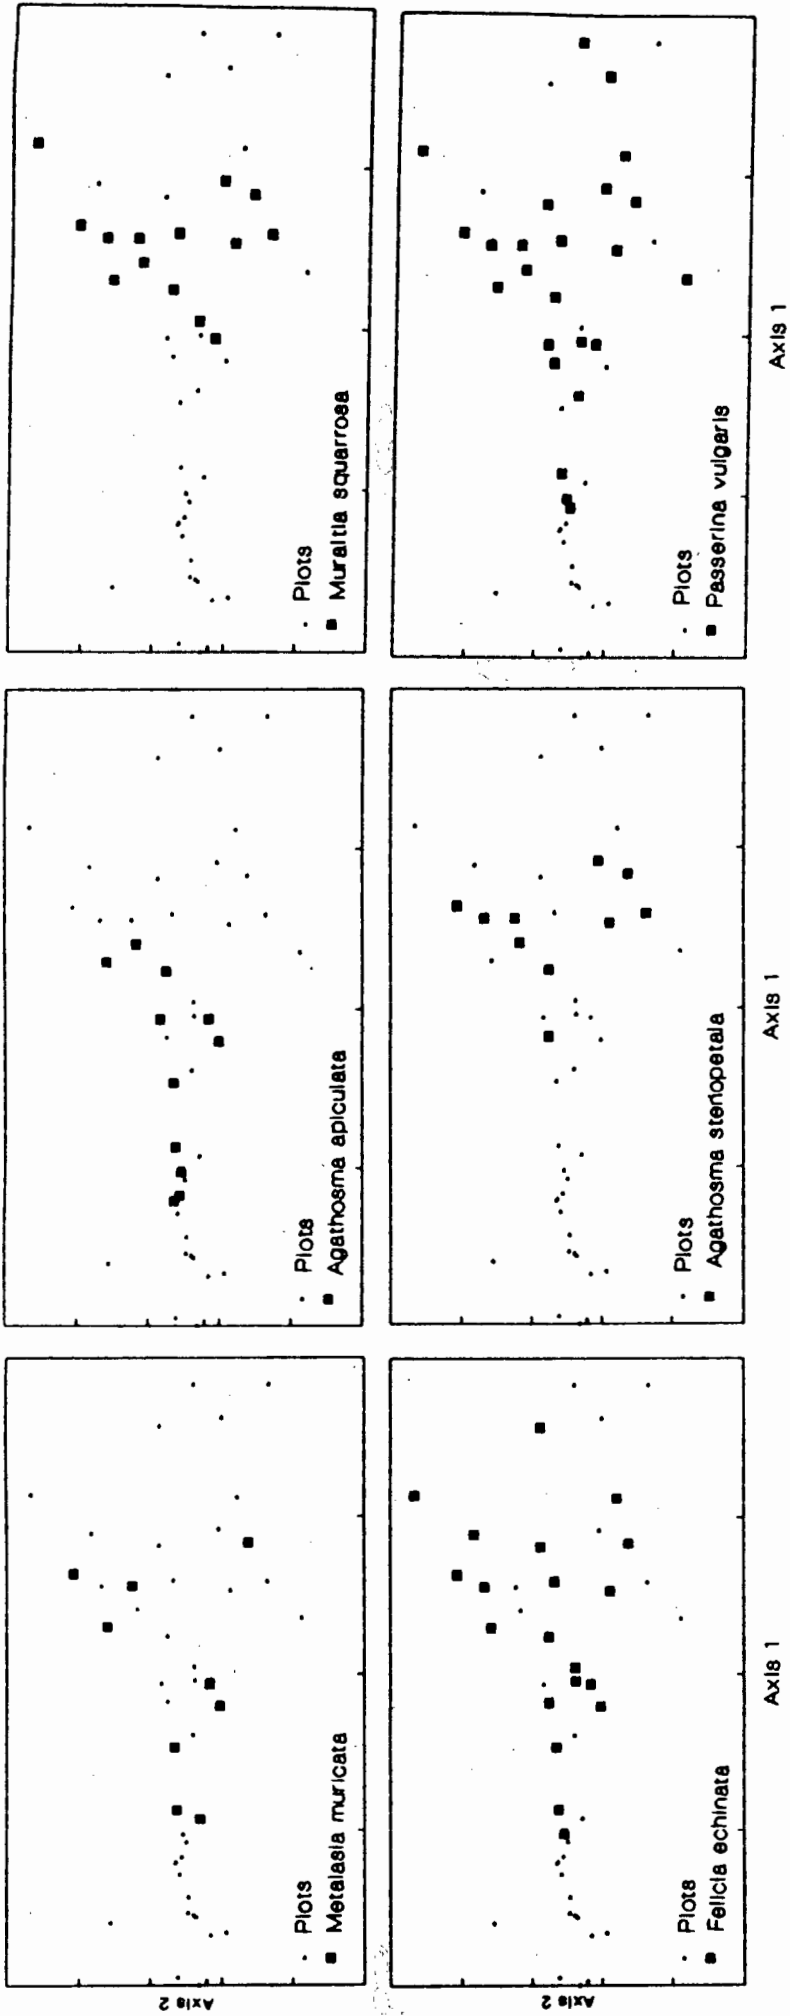 Axis 2
Plots
Metalasia muricata
Plots
Agathosma apiculata
Plots
Muraltia squarrosa
Axis 2
Plots
Felicia echinata
Axis 1
Plots
Agathosma stenopetala
Axis 1
Plots
Passerina vulgaris
Axis 1